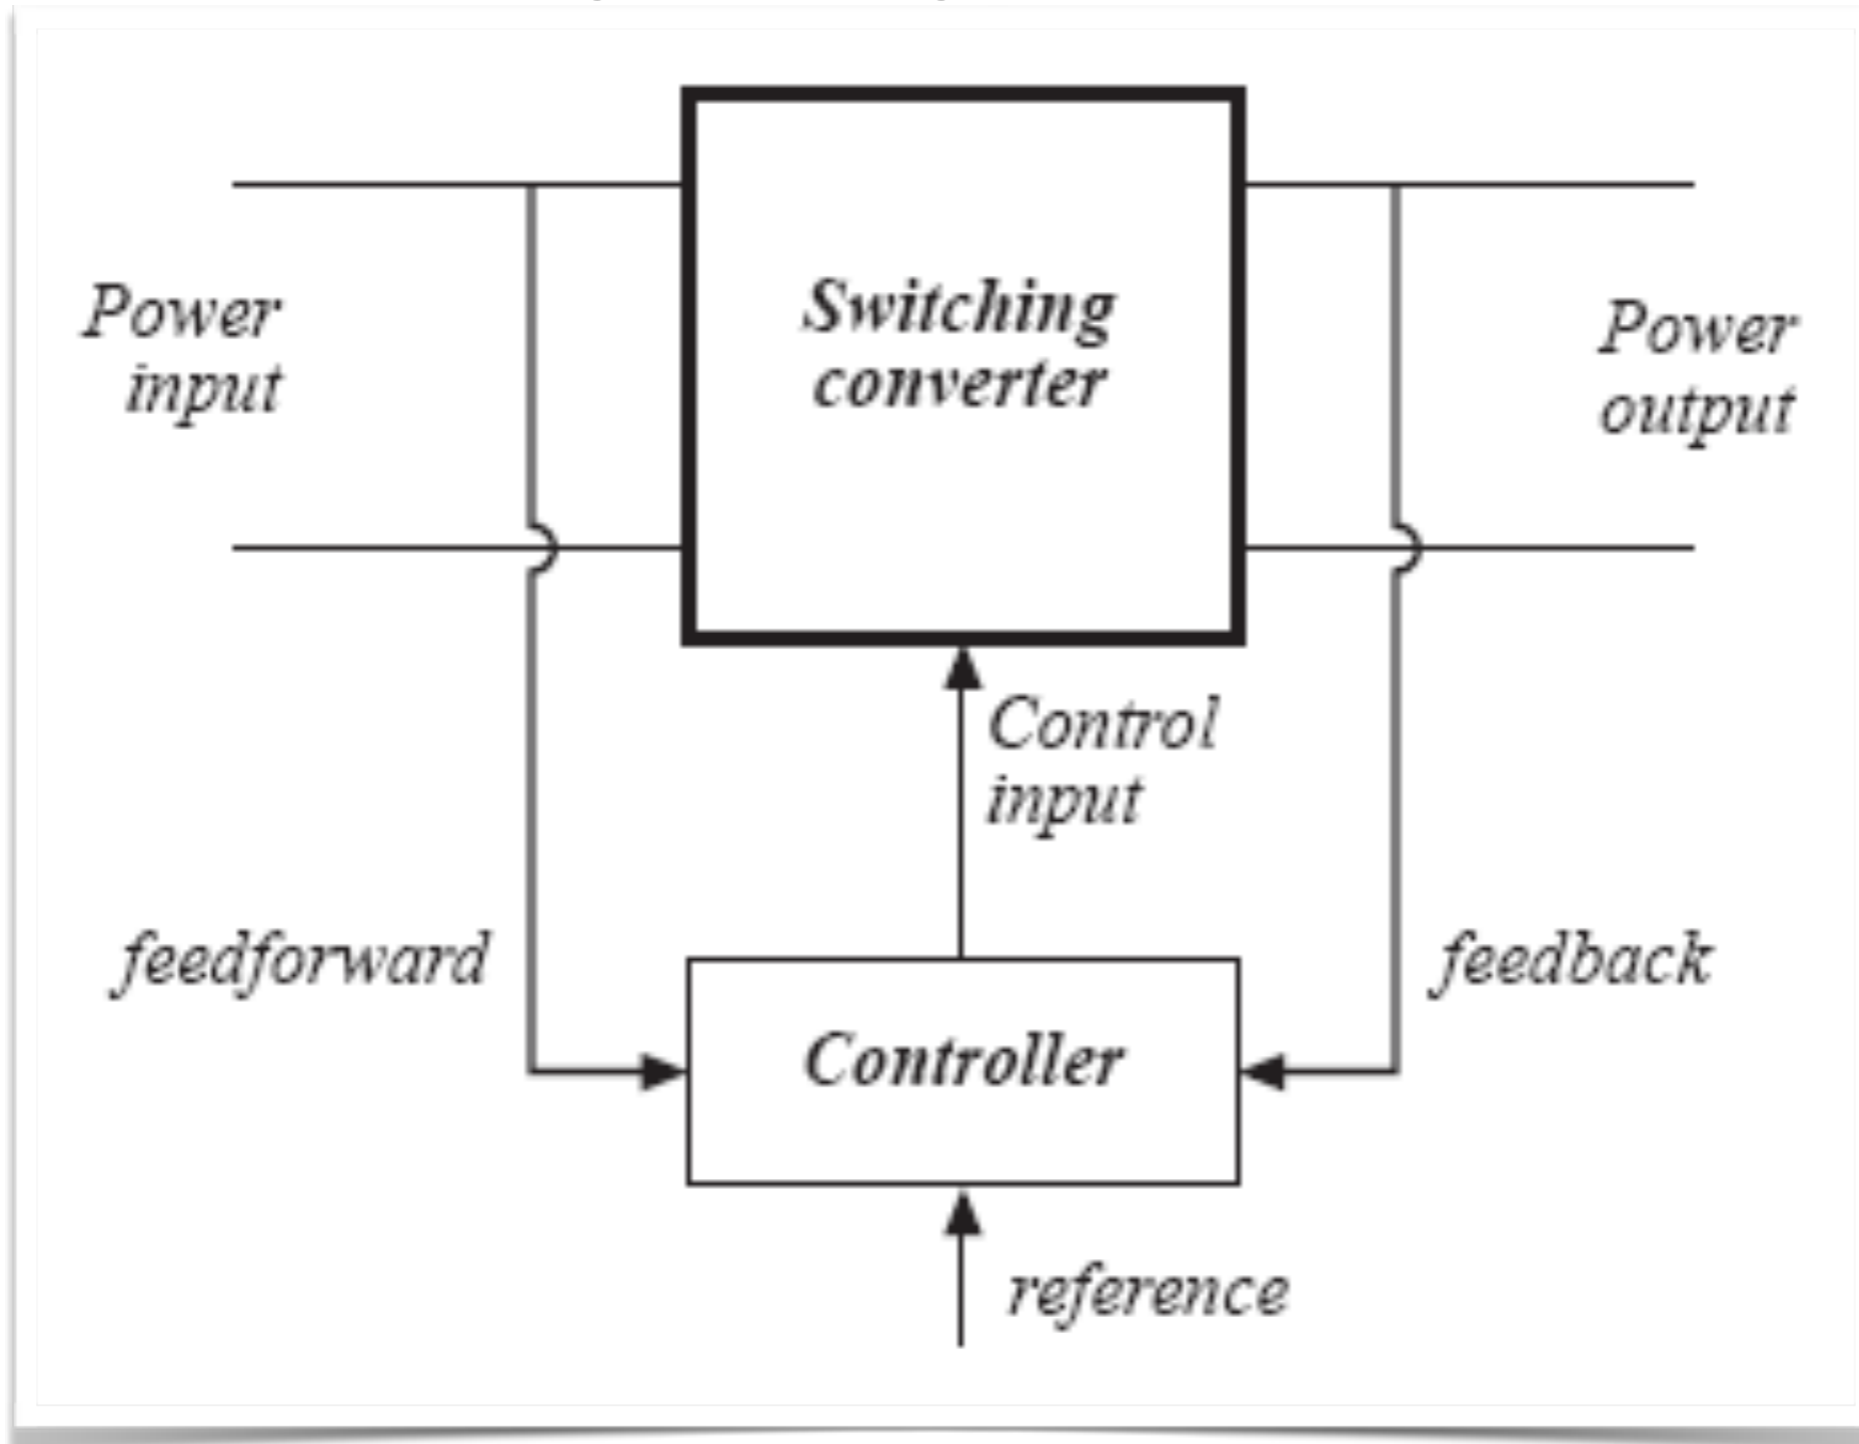 Switching
converter
Power
input
Power
output
Control
input
feedforward
feedback
Controller
reference